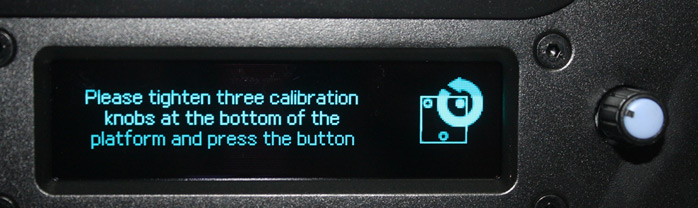 Please tighten three calibration
knobs at the bottom of the
platform and press the button